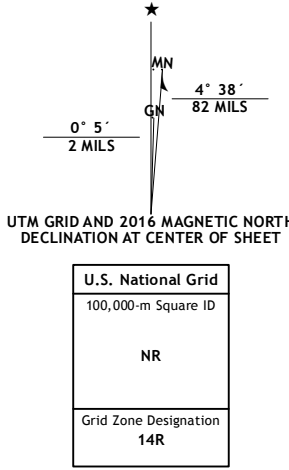 MN
4° 38´
82 MILS
GN
0° 5´
2 MILS
UTM GRID AND 2016 MAGNETIC NORTH
DECLINATION AT CENTER OF SHEET
U.S. National Grid
100,000-m Square ID
NR
Grid Zone Designation
14R